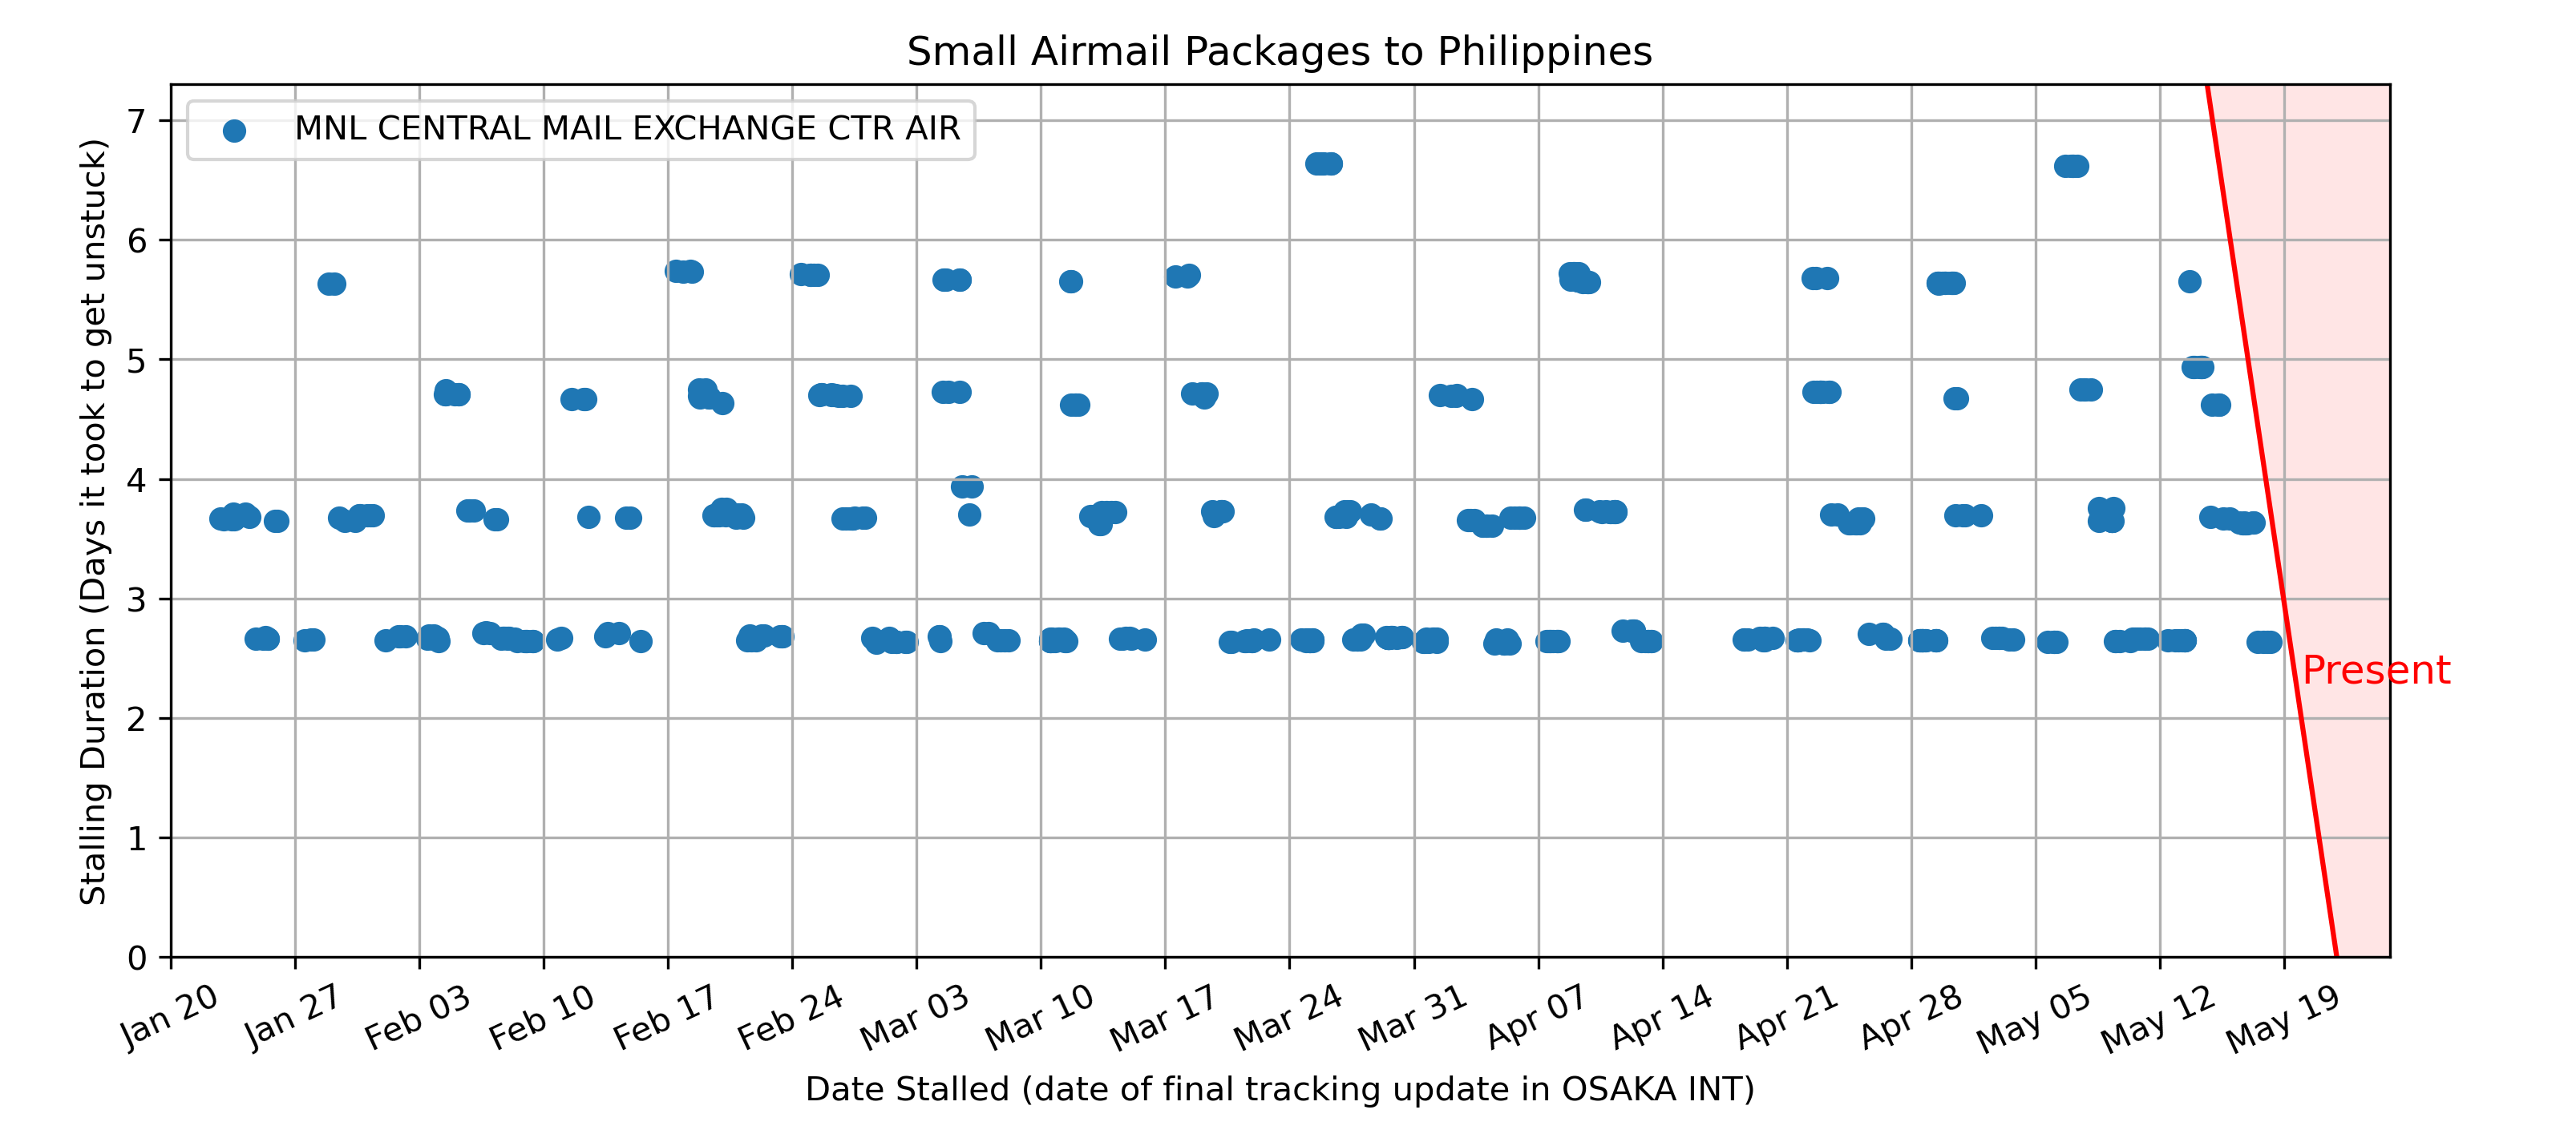 Small Airmail Packages to Philippines
MNL CENTRAL MAIL EXCHANGE CTR AIR
Stalling Duration (Days it took to get unstuck)
7
6
5
4
3
2
1
0
Present
Jan 20
Jan 27
Feb 03
Feb 10
Feb 17
Feb 24
Mar 03
Mar 10
Mar 17
Mar 24
Mar 31
Apr 07
Apr 14
Apr 21
Apr 28
May 05
May 12
May 19
Date Stalled (date of final tracking update in OSAKA INT)